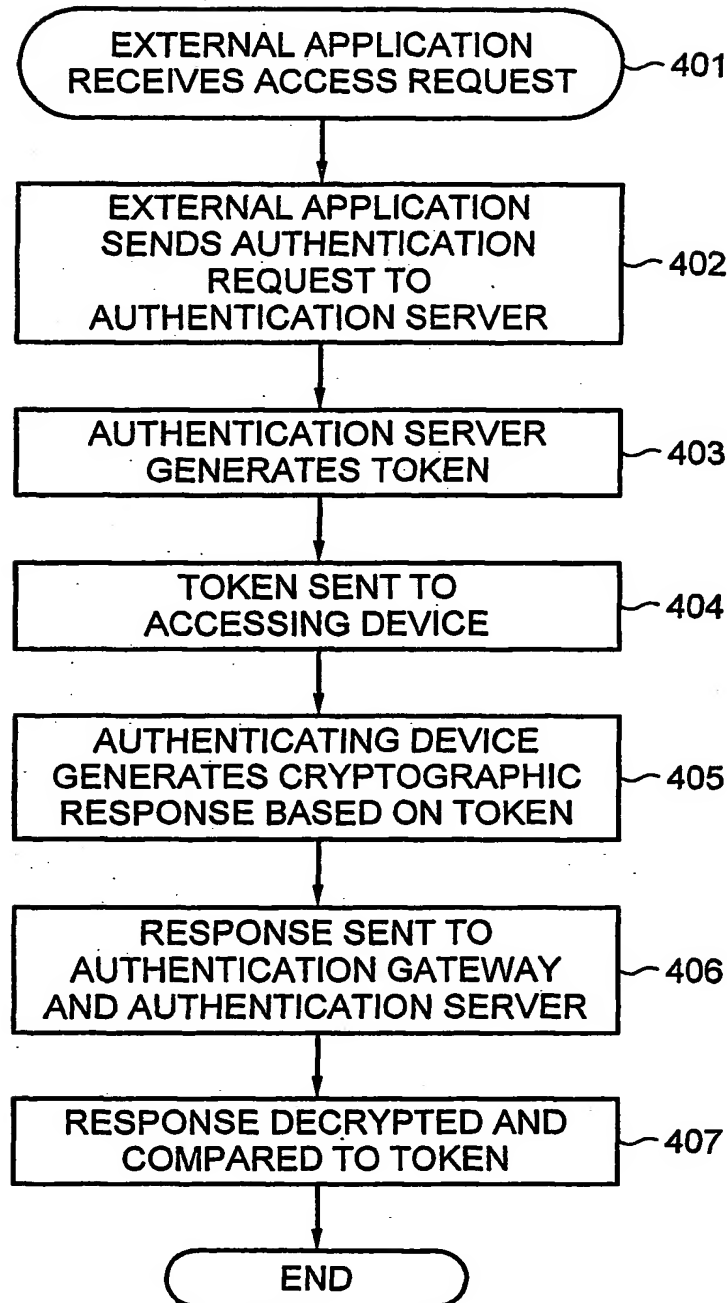 EXTERNAL APPLICATION
RECEIVES ACCESS REQUEST
401
EXTERNAL APPLICATION
SENDS AUTHENTICATION
REQUEST TO
AUTHENTICATION SERVER
402
AUTHENTICATION SERVER
GENERATES TOKEN
403
TOKEN SENT TO
ACCESSING DEVICE
404
AUTHENTICATING DEVICE
GENERATES CRYPTOGRAPHIC
RESPONSE BASED ON TOKEN
405
RESPONSE SENT TO
AUTHENTICATION GATEWAY
AND AUTHENTICATION SERVER
406
RESPONSE DECRYPTED AND
COMPARED TO TOKEN
407
END